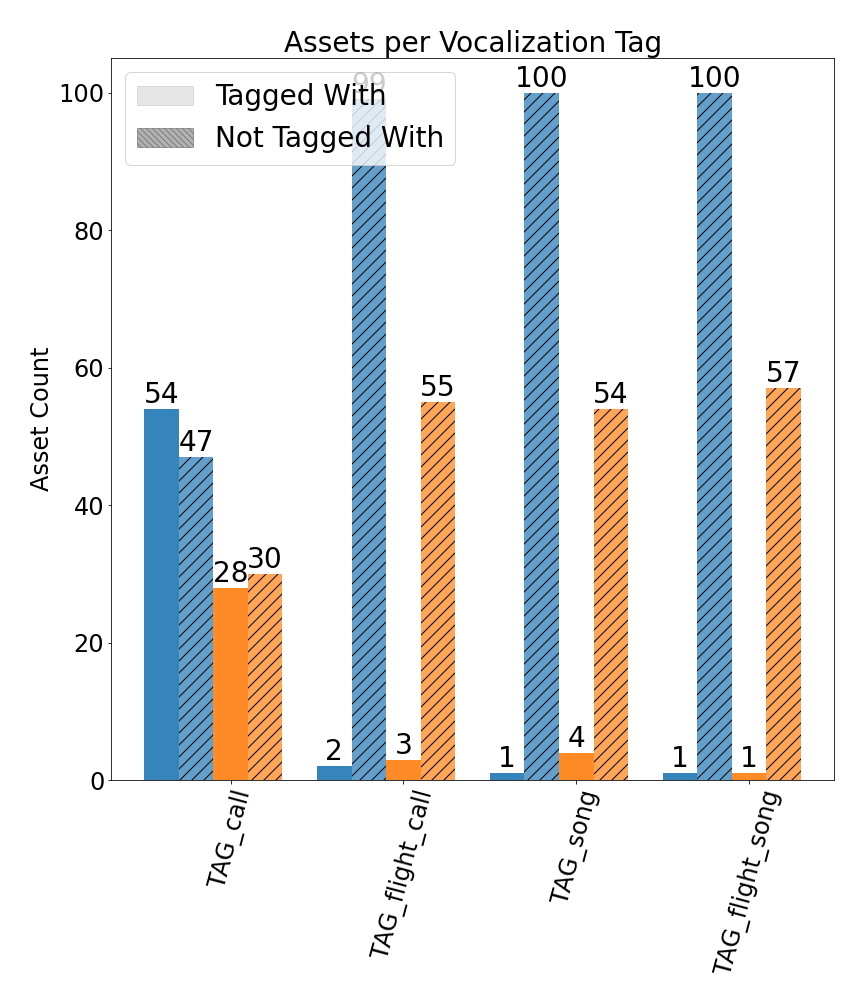 Assets per Vocalization Tag
Tagged With
Not Tagged With
Asset Count
100
80
60
40
20
0
54
47
28
30
2
99
3
55
1
100
4
54
1
100
1
57
TAG_call
TAG_flight_call
TAG_song
TAG_flight_song